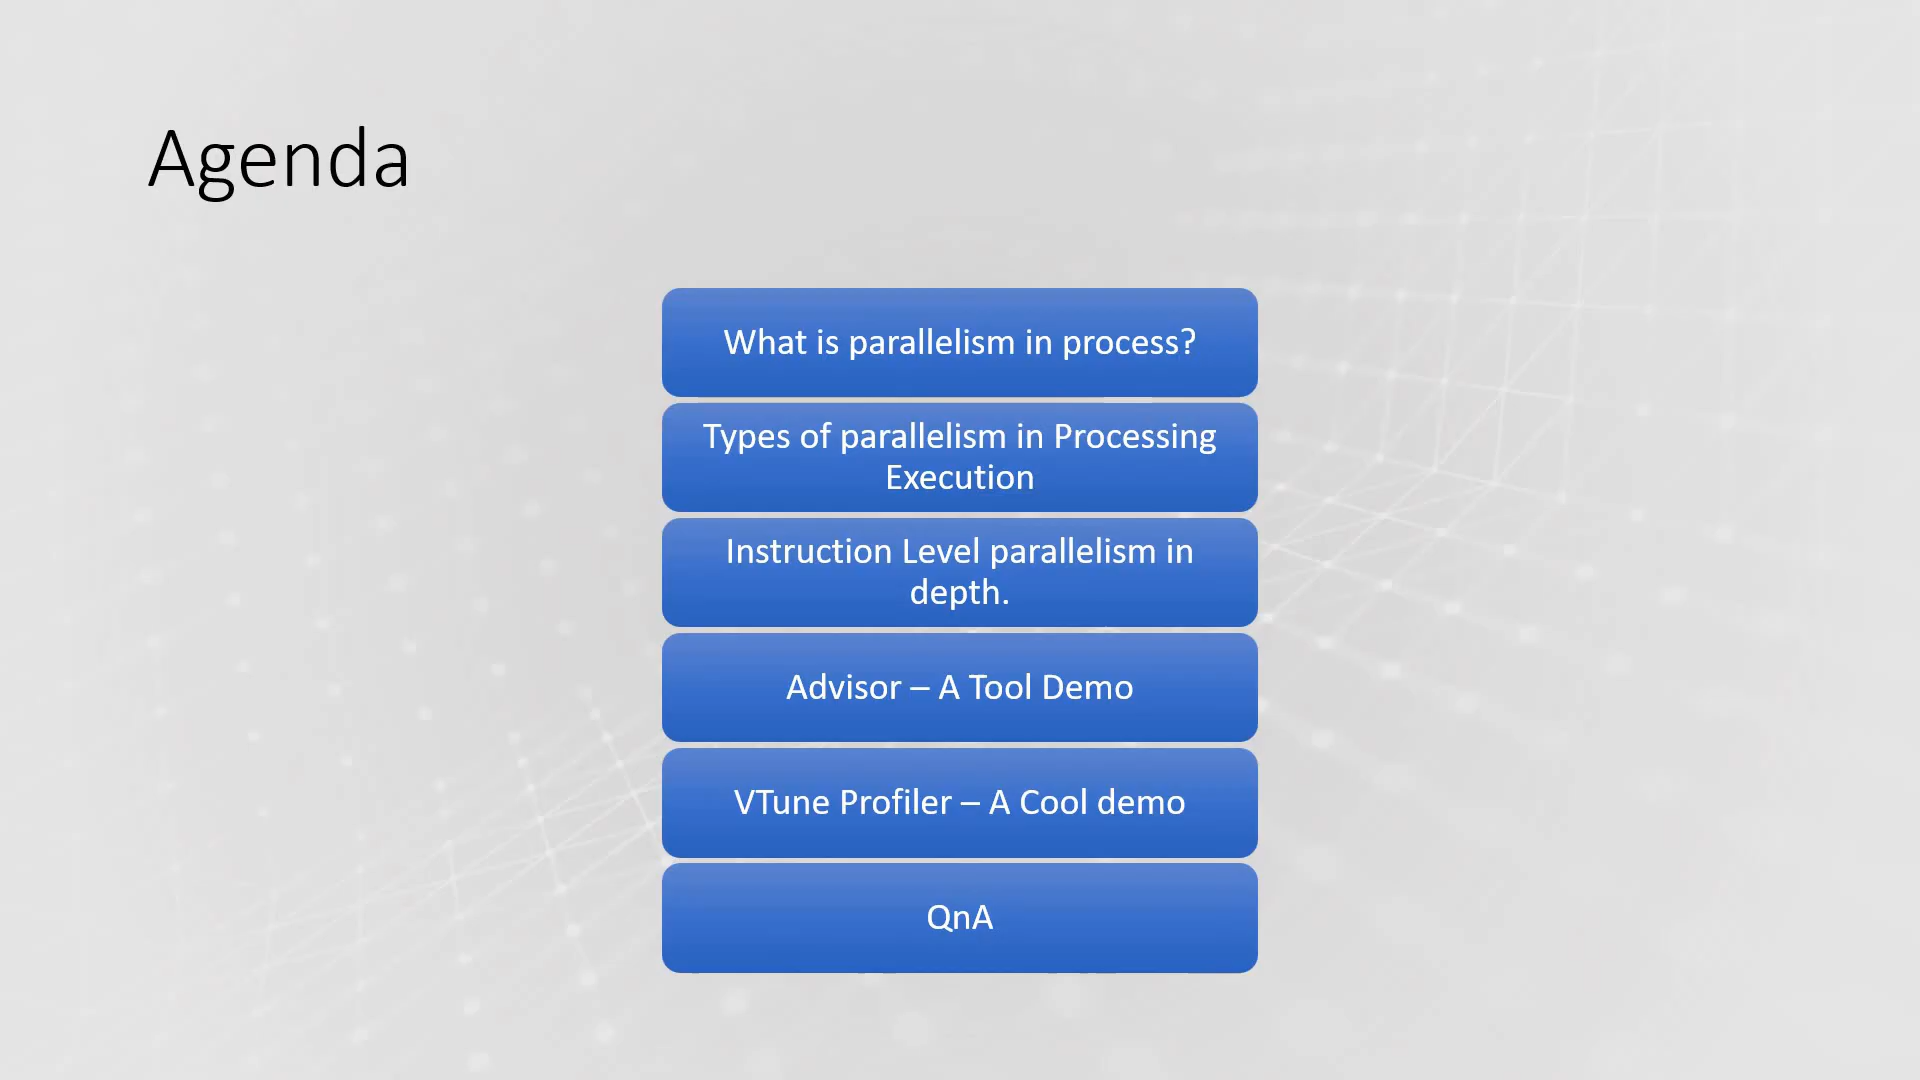 Agenda
What is parallelism in process?
Types of parallelism in Processing
Execution
Instruction Level parallelism in
depth.
Advisor – A Tool Demo
VTune Profiler – A Cool demo
QnA